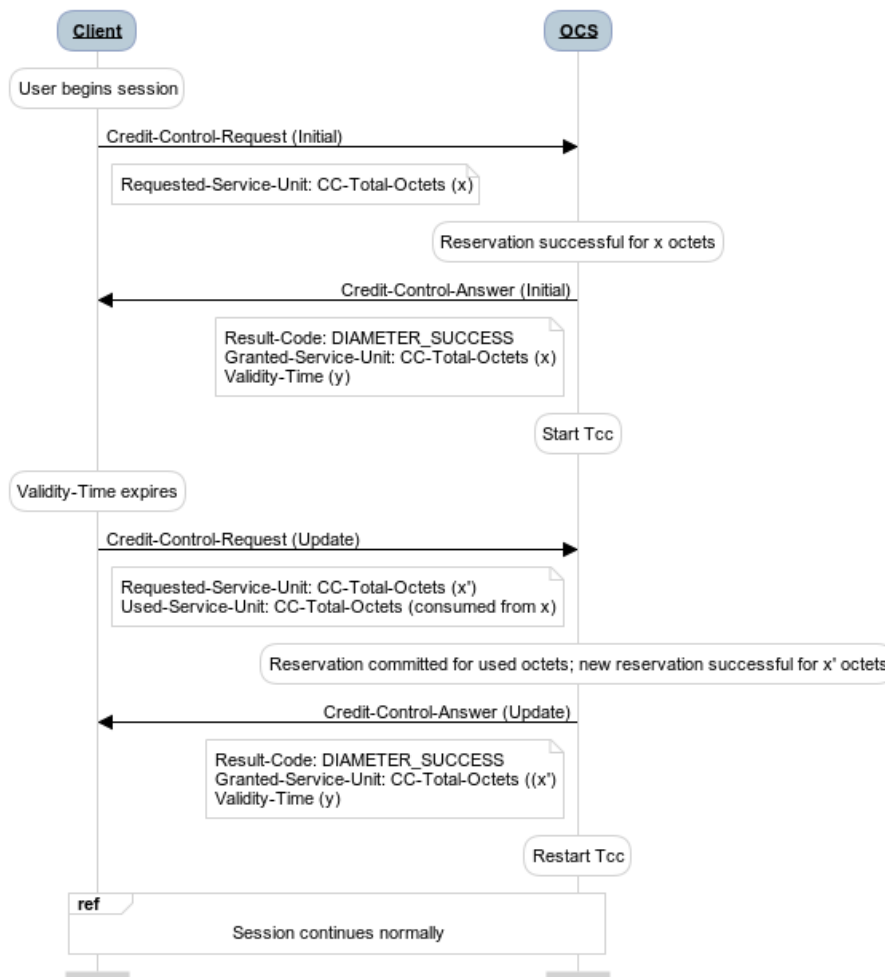 Client
OCS
User begins session
Credit-Control-Request (Initial)
Requested-Service-Unit: CC-Total-Octets (x)
Reservation successful for x octets
Credit-Control-Answer (Initial)
Result-Code: DIAMETER_SUCCESS
Granted-Service-Unit: CC-Total-Octets (x)
Validity-Time (y)
Start Tcc
Validity-Time expires
Credit-Control-Request (Update)
Requested-Service-Unit: CC-Total-Octets (x')
Used-Service-Unit: CC-Total-Octets (consumed from x)
Reservation committed for used octets; new reservation successful for x' octets
Credit-Control-Answer (Update)
Result-Code: DIAMETER_SUCCESS
Granted-Service-Unit: CC-Total-Octets ((x')
Validity-Time (y)
Restart Tcc
ref
Session continues normally